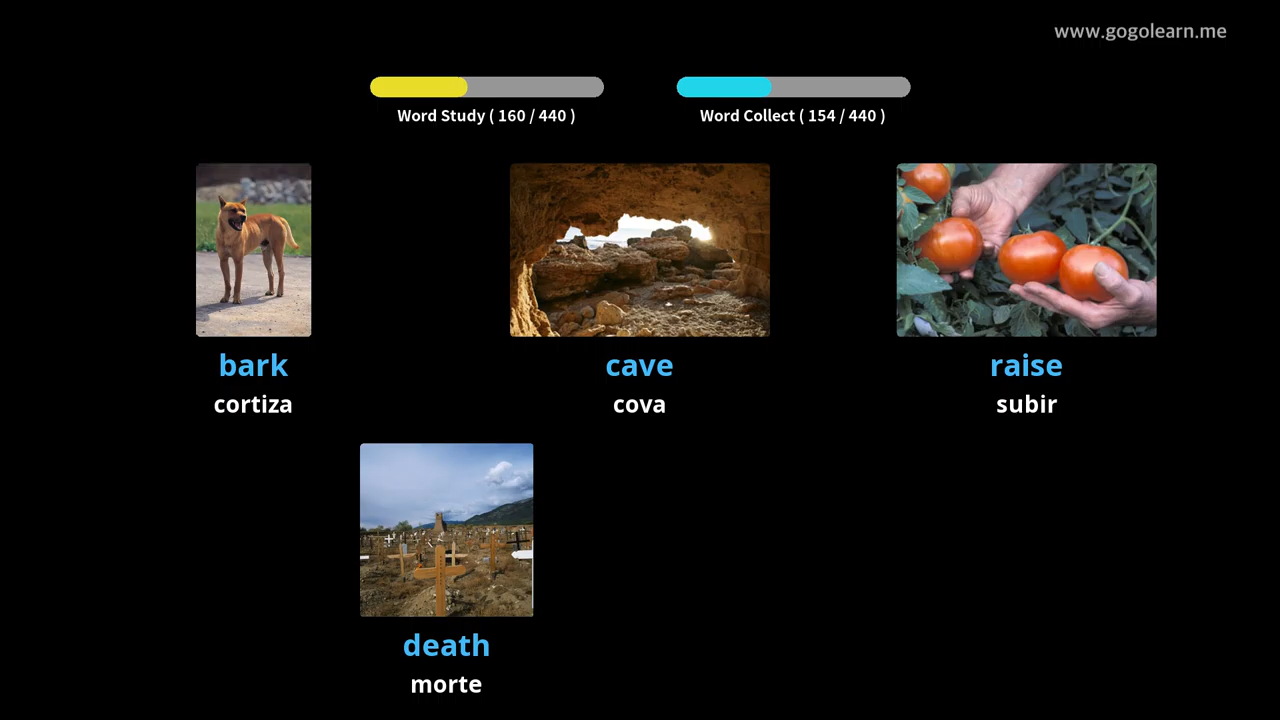 www.gogolearn.me
Word Study ( 160 / 440 )
Word Collect ( 154 / 440 )
bark
cortiza
cave
cova
raise
subir
death
morte